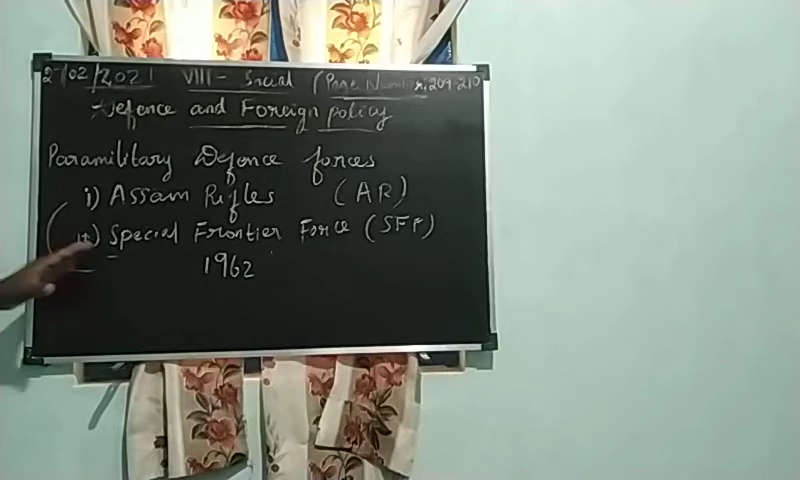 2/02/2021 VIII - Social (Page Number: 209-210
Defence and Foreign policy
Paramilitary Defence forces
i) Assam Rifles (AR)
ii) Special Frontier Force (SFF)
1962